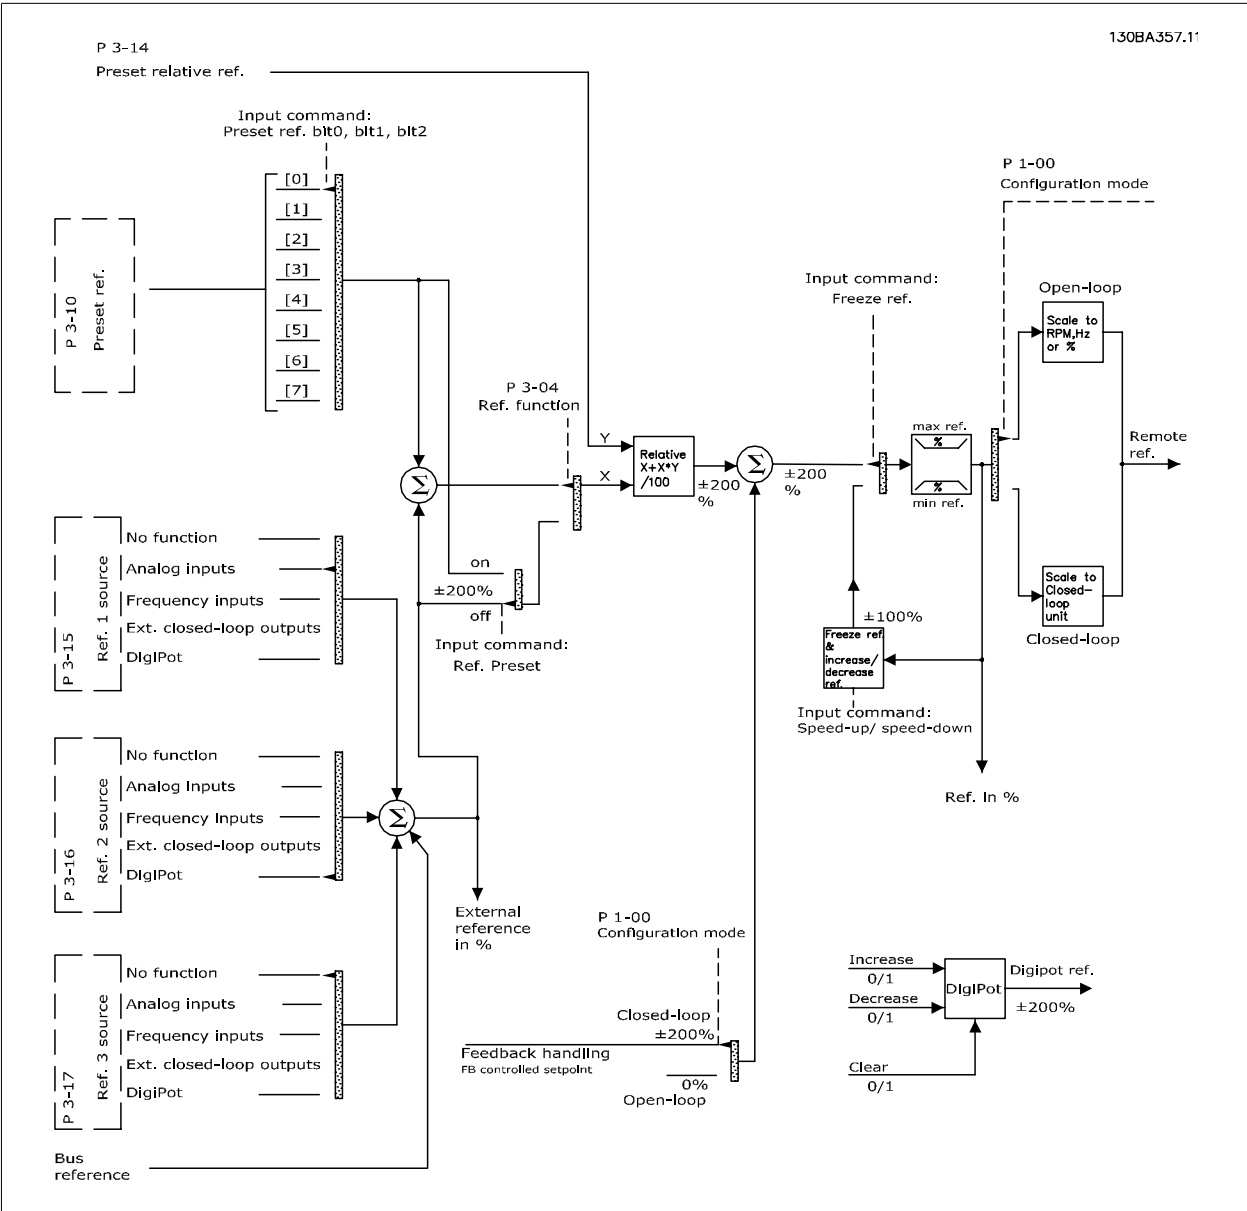 130BA357.11
P 3-14
Preset relative ref.
Input command:
Preset ref. bit0, bit1, bit2
P 1-00
Configuration mode
[0]
[1]
[2]
[3]
[4]
[5]
[6]
[7]
P 3-10
Preset ref.
Input command:
Freeze ref.
Open-loop
Scale to
RPM,Hz
or %
P 3-04
Ref. function
Y
X
Relative
X+X*Y
/100
±200
%
Σ
±200
%
max ref.
%
%
min ref.
Remote
ref.
Σ
P 3-15
Ref. 1 source
No function
Analog inputs
Frequency inputs
Ext. closed-loop outputs
DigiPot
on
±200%
off
Input command:
Ref. Preset
Scale to
Closed-
loop
unit
Closed-loop
±100%
Freeze ref.
&
increase/
decrease
ref.
Input command:
Speed-up/ speed-down
Ref. in %
P 3-16
Ref. 2 source
No function
Analog inputs
Frequency inputs
Ext. closed-loop outputs
DigiPot
Σ
External
reference
in %
P 1-00
Configuration mode
Closed-loop
±200%
Feedback handling
FB controlled setpoint
0%
Open-loop
P 3-17
Ref. 3 source
No function
Analog inputs
Frequency inputs
Ext. closed-loop outputs
DigiPot
Increase
0/1
Decrease
0/1
Clear
0/1
DigiPot
Digipot ref.
±200%
Bus
reference